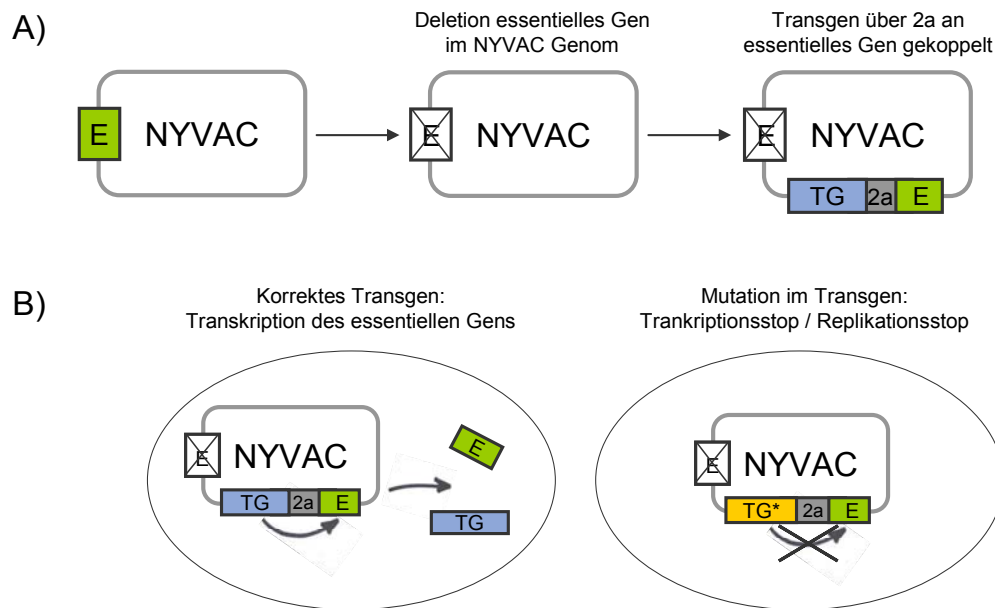 A)
Deletion essentielles Gen
im NYVAC Genom
Transgen über 2a an
essentielles Gen gekoppelt
E
NYVAC
E
NYVAC
E
NYVAC
TG 2a E
B)
Korrektes Transgen:
Transkription des essentiellen Gens
Mutation im Transgen:
Trankriptionsstop / Replikationsstop
E
NYVAC
TG 2a E
E
TG
E
NYVAC
TG* 2a E